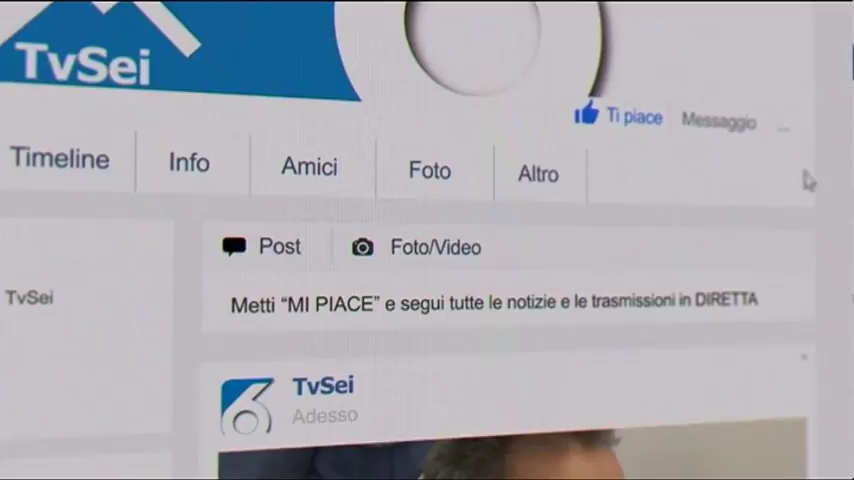 TvSei
Ti piace Messaggio ...
Timeline Info Amici Foto Altro
Post Foto/Video
TvSei
Metti “MI PIACE” e segui tutte le notizie e le trasmissioni in DIRETTA
TvSei
6
Adesso